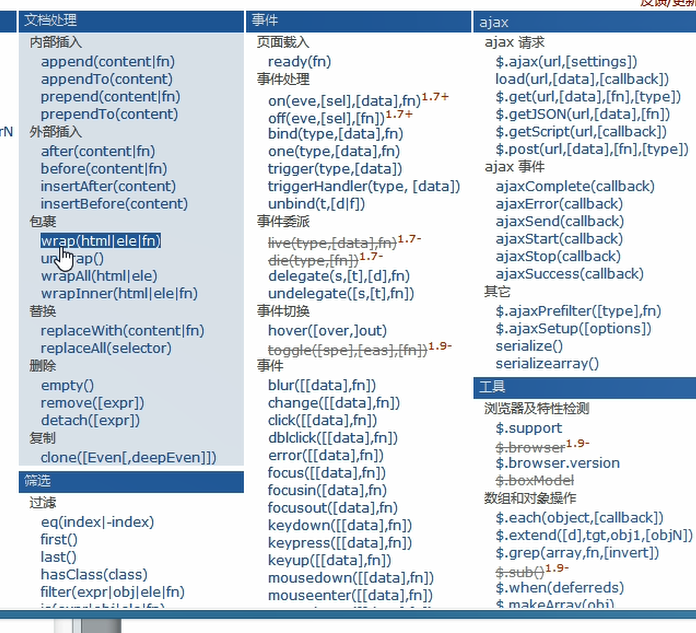 反馈/更新
rN
文档处理
内部插入
append(content|fn)
appendTo(content)
prepend(content|fn)
prependTo(content)
外部插入
after(content|fn)
before(content|fn)
insertAfter(content)
insertBefore(content)
包裹
wrap(html|ele|fn)
unwrap()
wrapAll(html|ele)
wrapInner(html|ele|fn)
替换
replaceWith(content|fn)
replaceAll(selector)
删除
empty()
remove([expr])
detach([expr])
复制
clone([Even[,deepEven]])
筛选
过滤
eq(index|-index)
first()
last()
hasClass(class)
filter(expr|obj|ele|fn)
is(expr|obj|ele|fn)
事件
页面载入
ready(fn)
事件处理
on(eve,[sel],[data],fn)1.7+
off(eve,[sel],[fn])1.7+
bind(type,[data],fn)
one(type,[data],fn)
trigger(type,[data])
triggerHandler(type, [data])
unbind(t,[d|f])
事件委派
live(type,[data],fn)1.7-
die(type,[fn])1.7-
delegate(s,[t],[d],fn)
undelegate([s,[t],fn])
事件切换
hover([over,]out)
toggle([spe],[eas],[fn])1.9-
事件
blur([[data],fn])
change([[data],fn])
click([[data],fn])
dblclick([[data],fn])
error([[data],fn])
focus([[data],fn])
focusin([data],fn)
focusout([data],fn)
keydown([[data],fn])
keypress([[data],fn])
keyup([[data],fn])
mousedown([[data],fn])
mouseenter([[data],fn])
ajax
ajax 请求
$.ajax(url,[settings])
load(url,[data],[callback])
$.get(url,[data],[fn],[type])
$.getJSON(url,[data],[fn])
$.getScript(url,[callback])
$.post(url,[data],[fn],[type])
ajax 事件
ajaxComplete(callback)
ajaxError(callback)
ajaxSend(callback)
ajaxStart(callback)
ajaxStop(callback)
ajaxSuccess(callback)
其它
$.ajaxPrefilter([type],fn)
$.ajaxSetup([options])
serialize()
serializearray()
工具
浏览器及特性检测
$.support
$.browser1.9-
$.browser.version
$.boxModel
数组和对象操作
$.each(object,[callback])
$.extend([d],tgt,obj1,[objN])
$.grep(array,fn,[invert])
$.sub()1.9-
$.when(deferreds)
$.makeArray(obj)